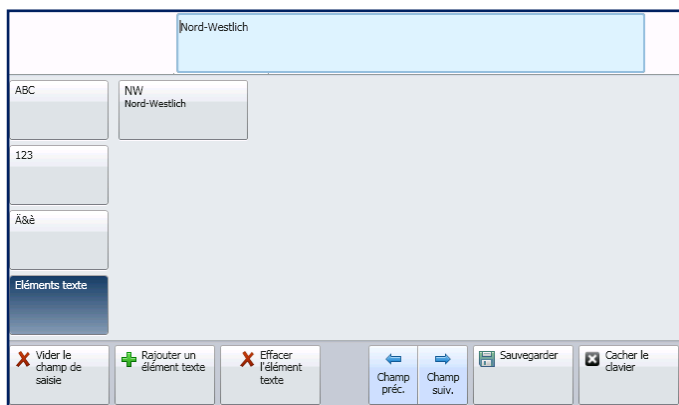 Nord-Westlich
ABC
NW
Nord-Westlich
123
Ä&è
Eléments texte
Vider le
champ de
saisie
Rajouter un
élément texte
Effacer
l'élément
texte
Champ
préc.
Champ
suiv.
Sauvegarder
Cacher le
clavier